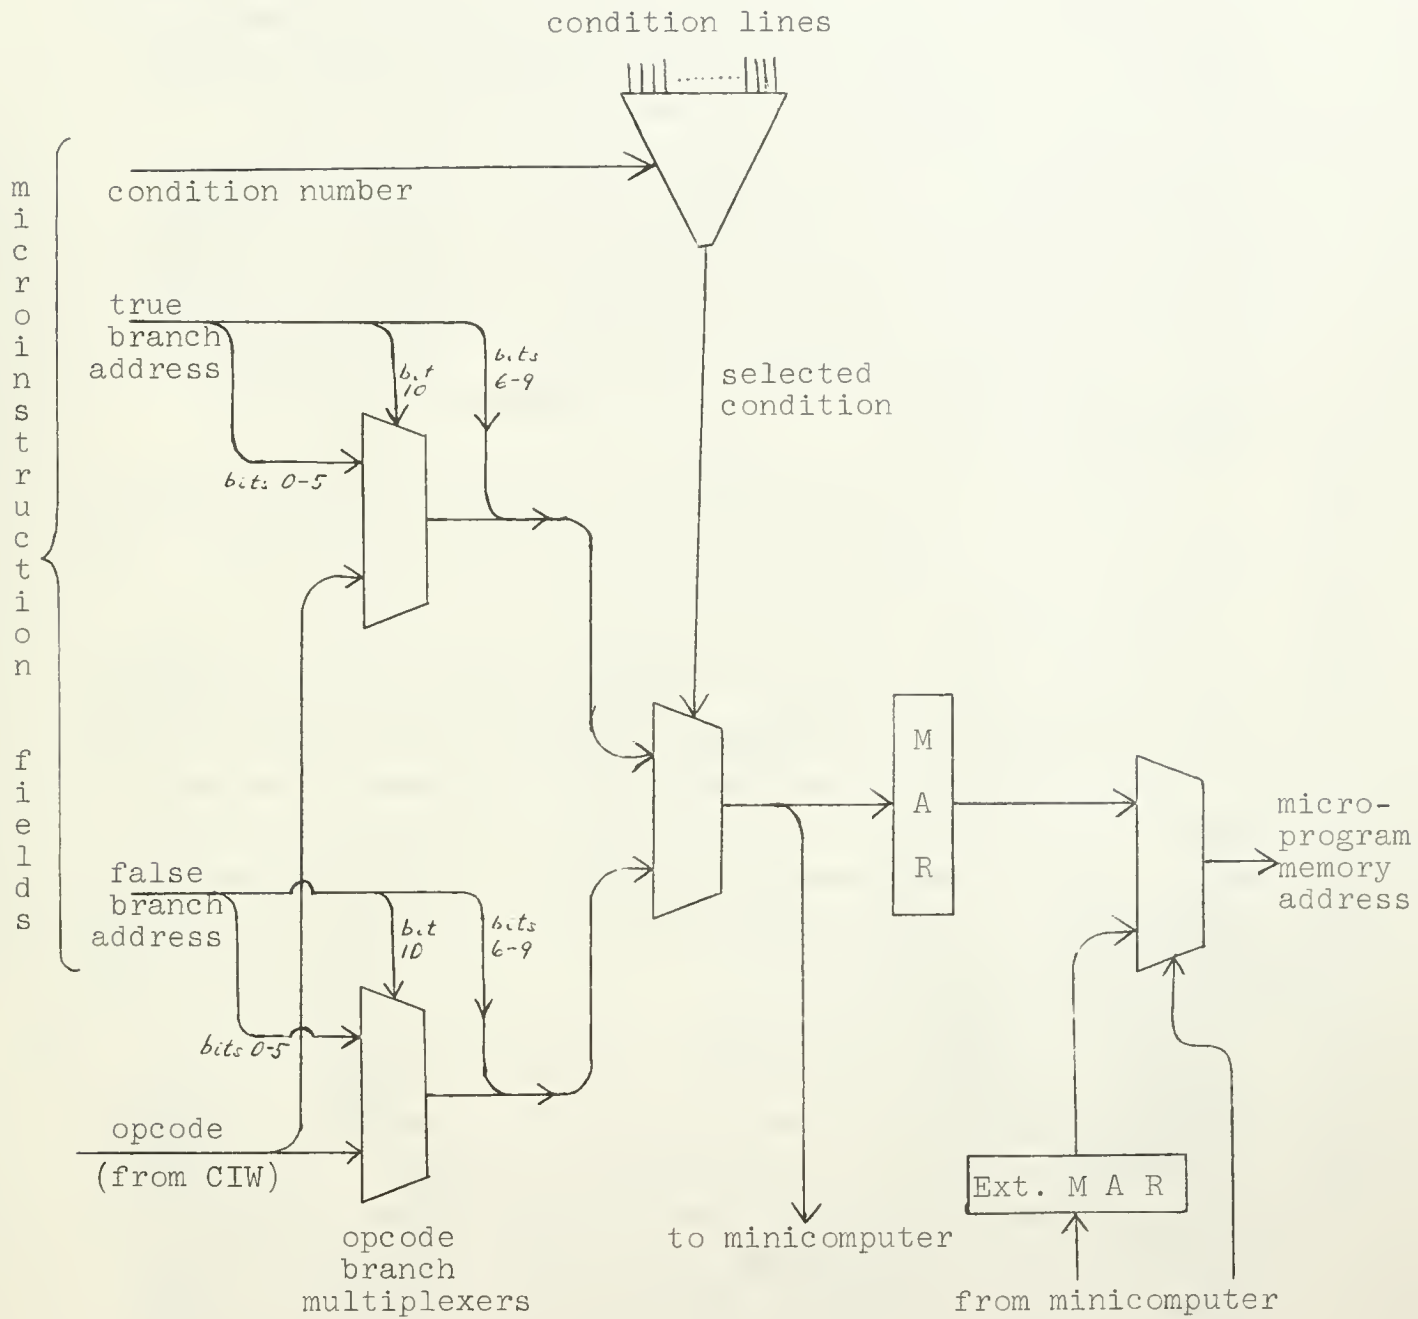 condition lines
microinstruction fields
condition number
true
branch
address
bit
10
bits
6-9
bits 0-5
selected
condition
M
A
R
micro-
program
memory
address
false
branch
address
bit
10
bits
6-9
bits 0-5
opcode
(from CIW)
Ext. M A R
opcode
branch
multiplexers
to minicomputer
from minicomputer